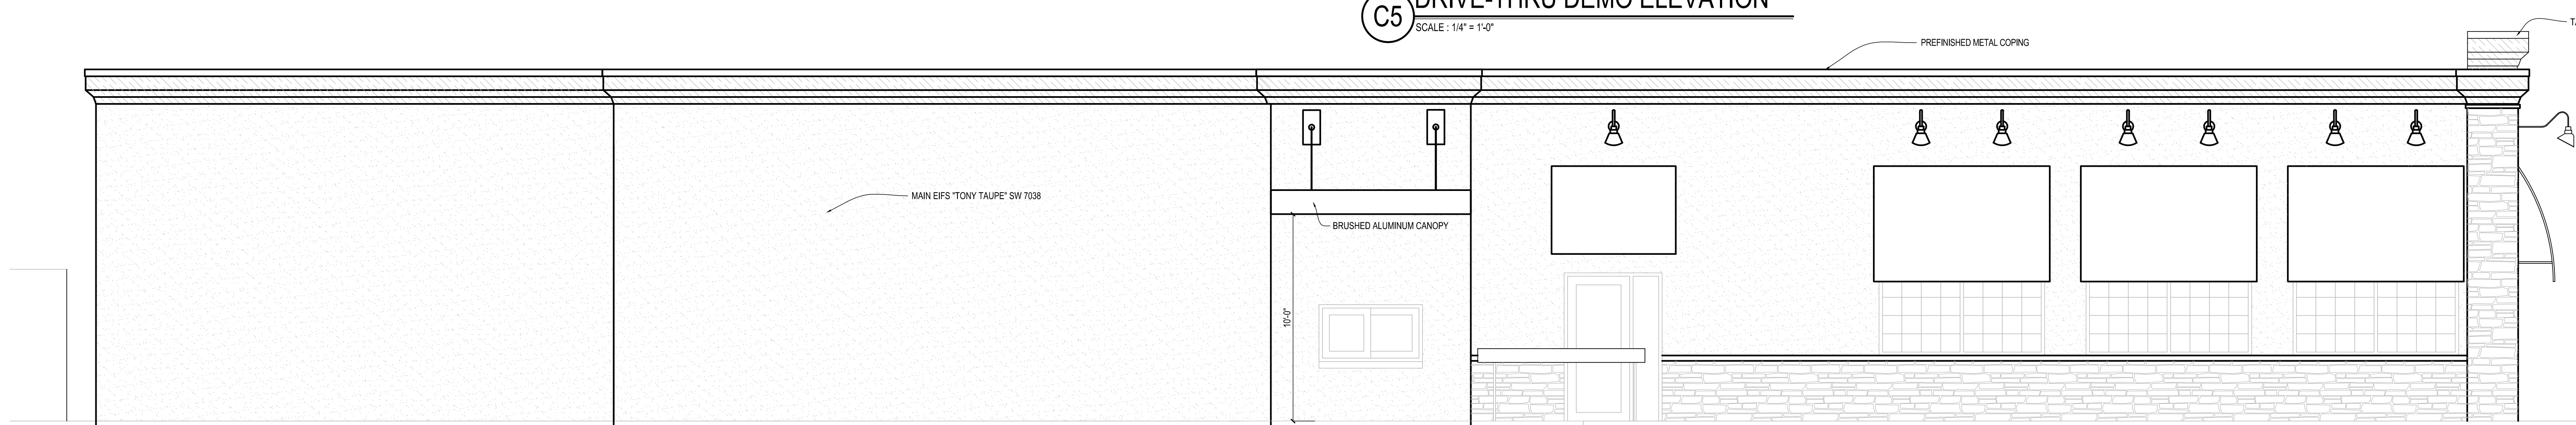 C5 DRIVE-THRU DEMO ELEVATION
SCALE : 1/4" = 1'-0"
PREFINISHED METAL COPING
MAIN EIFS "TONY TAUPE" SW 7038
BRUSHED ALUMINUM CANOPY
10'-0"